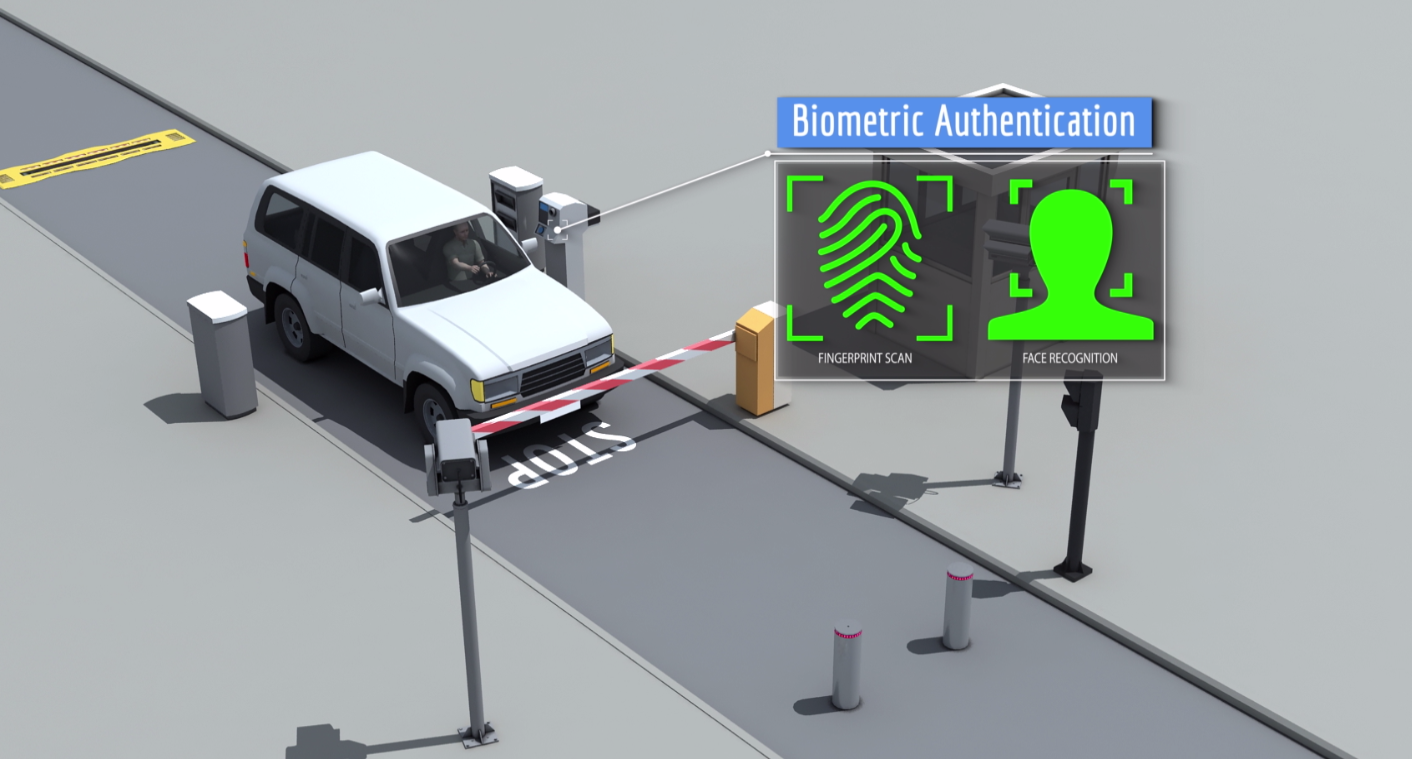 Biometric Authentication
FINGERPRINT SCAN
FACE RECOGNITION
STOP